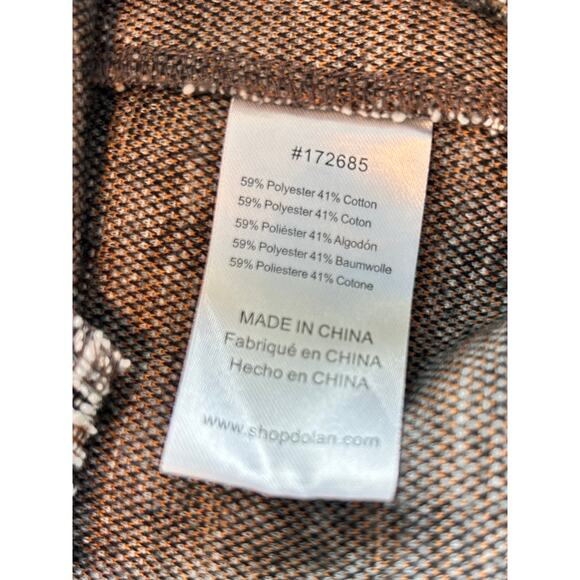 #172685
59% Polyester 41% Cotton
59% Polyester 41% Coton
59% Poliéster 41% Algodón
59% Polyester 41% Baumwolle
59% Poliestere 41% Cotone
MADE IN CHINA
Fabriqué en CHINA
Hecho en CHINA
www.shopdolan.com